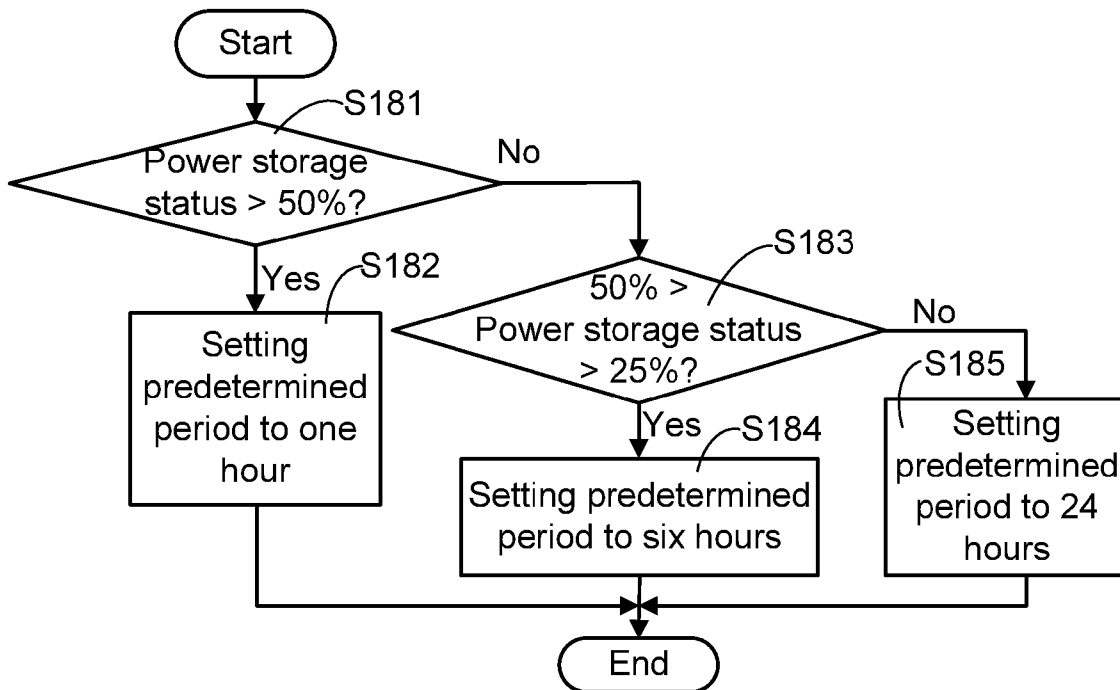 Start
S181
Power storage
status > 50%?
No
Yes
S182
Setting
predetermined
period to one
hour
S183
50% >
Power storage status
> 25%?
No
Yes
S184
Setting predetermined
period to six hours
S185
Setting
predetermined
period to 24
hours
End